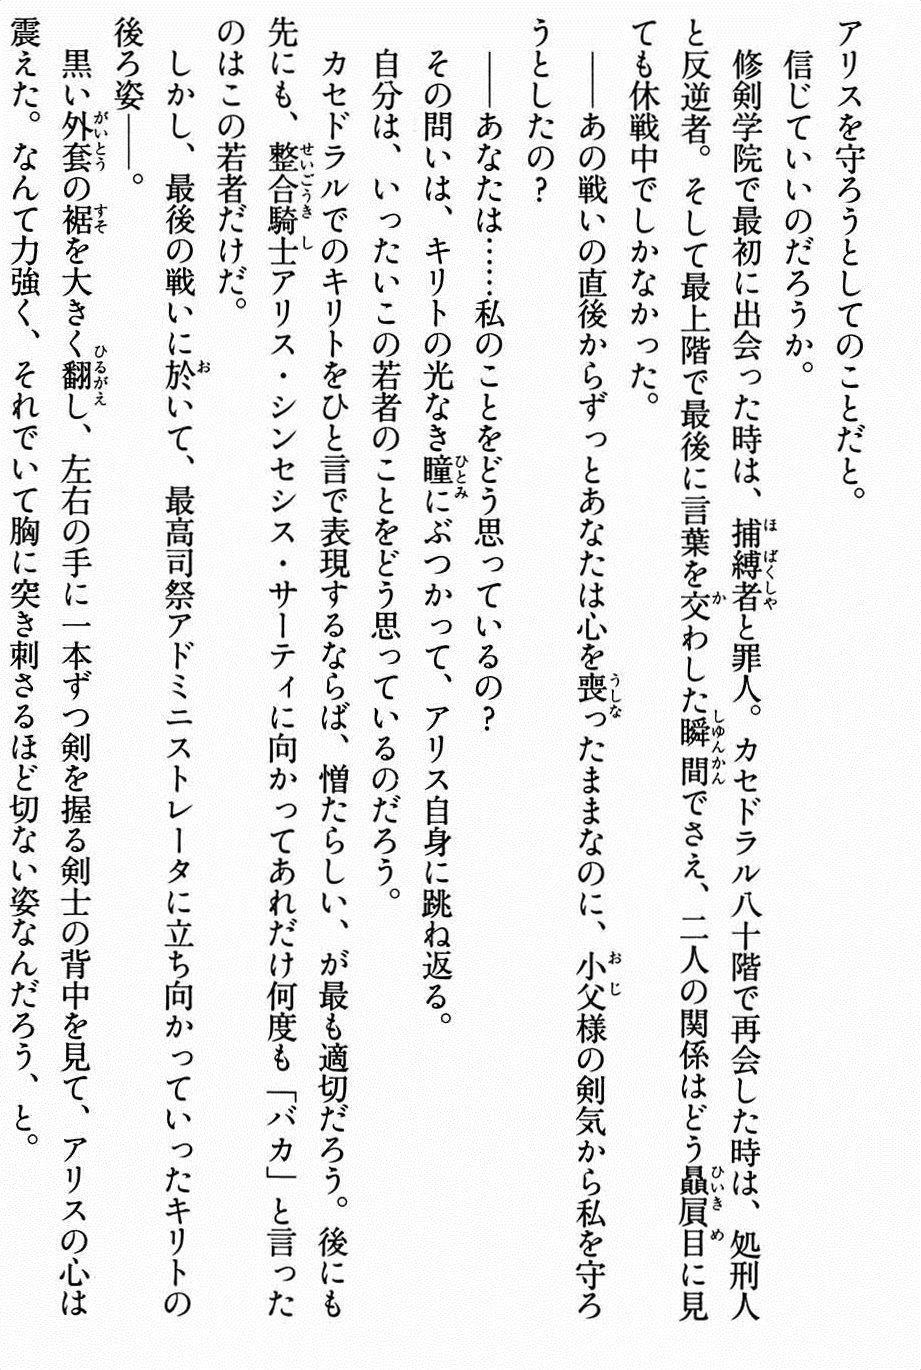 アリスを守ろうとしてのことだと。
信じていいのだろうか。
修剣学院で最初に出会った時は、捕縛者と罪人。カセドラル八十階で再会した時は、処刑人
と反逆者。そして最上階で最後に言葉を交わした瞬間でさえ、二人の関係はどう贔屓目に見
ても休戦中でしかなかった。
――あの戦いの直後からずっとあなたは心を喪ったままなのに、小父様の剣気から私を守ろ
うとしたの？
――あなたは……私のことをどう思っているの？
その問いは、キリトの光なき瞳にぶつかって、アリス自身に跳ね返る。
自分は、いったいこの若者のことをどう思っているのだろう。
カセドラルでのキリトをひと言で表現するならば、憎たらしい、が最も適切だろう。後にも
先にも、整合騎士アリス・シンセシス・サーティに向かってあれだけ何度も「バカ」と言った
のはこの若者だけだ。
しかし、最後の戦いに於いて、最高司祭アドミニストレータに立ち向かっていったキリトの
後ろ姿――。
黒い外套の裾を大きく翻し、左右の手に一本ずつ剣を握る剣士の背中を見て、アリスの心は
震えた。なんて力強く、それでいて胸に突き刺さるほど切ない姿なんだろう、と。